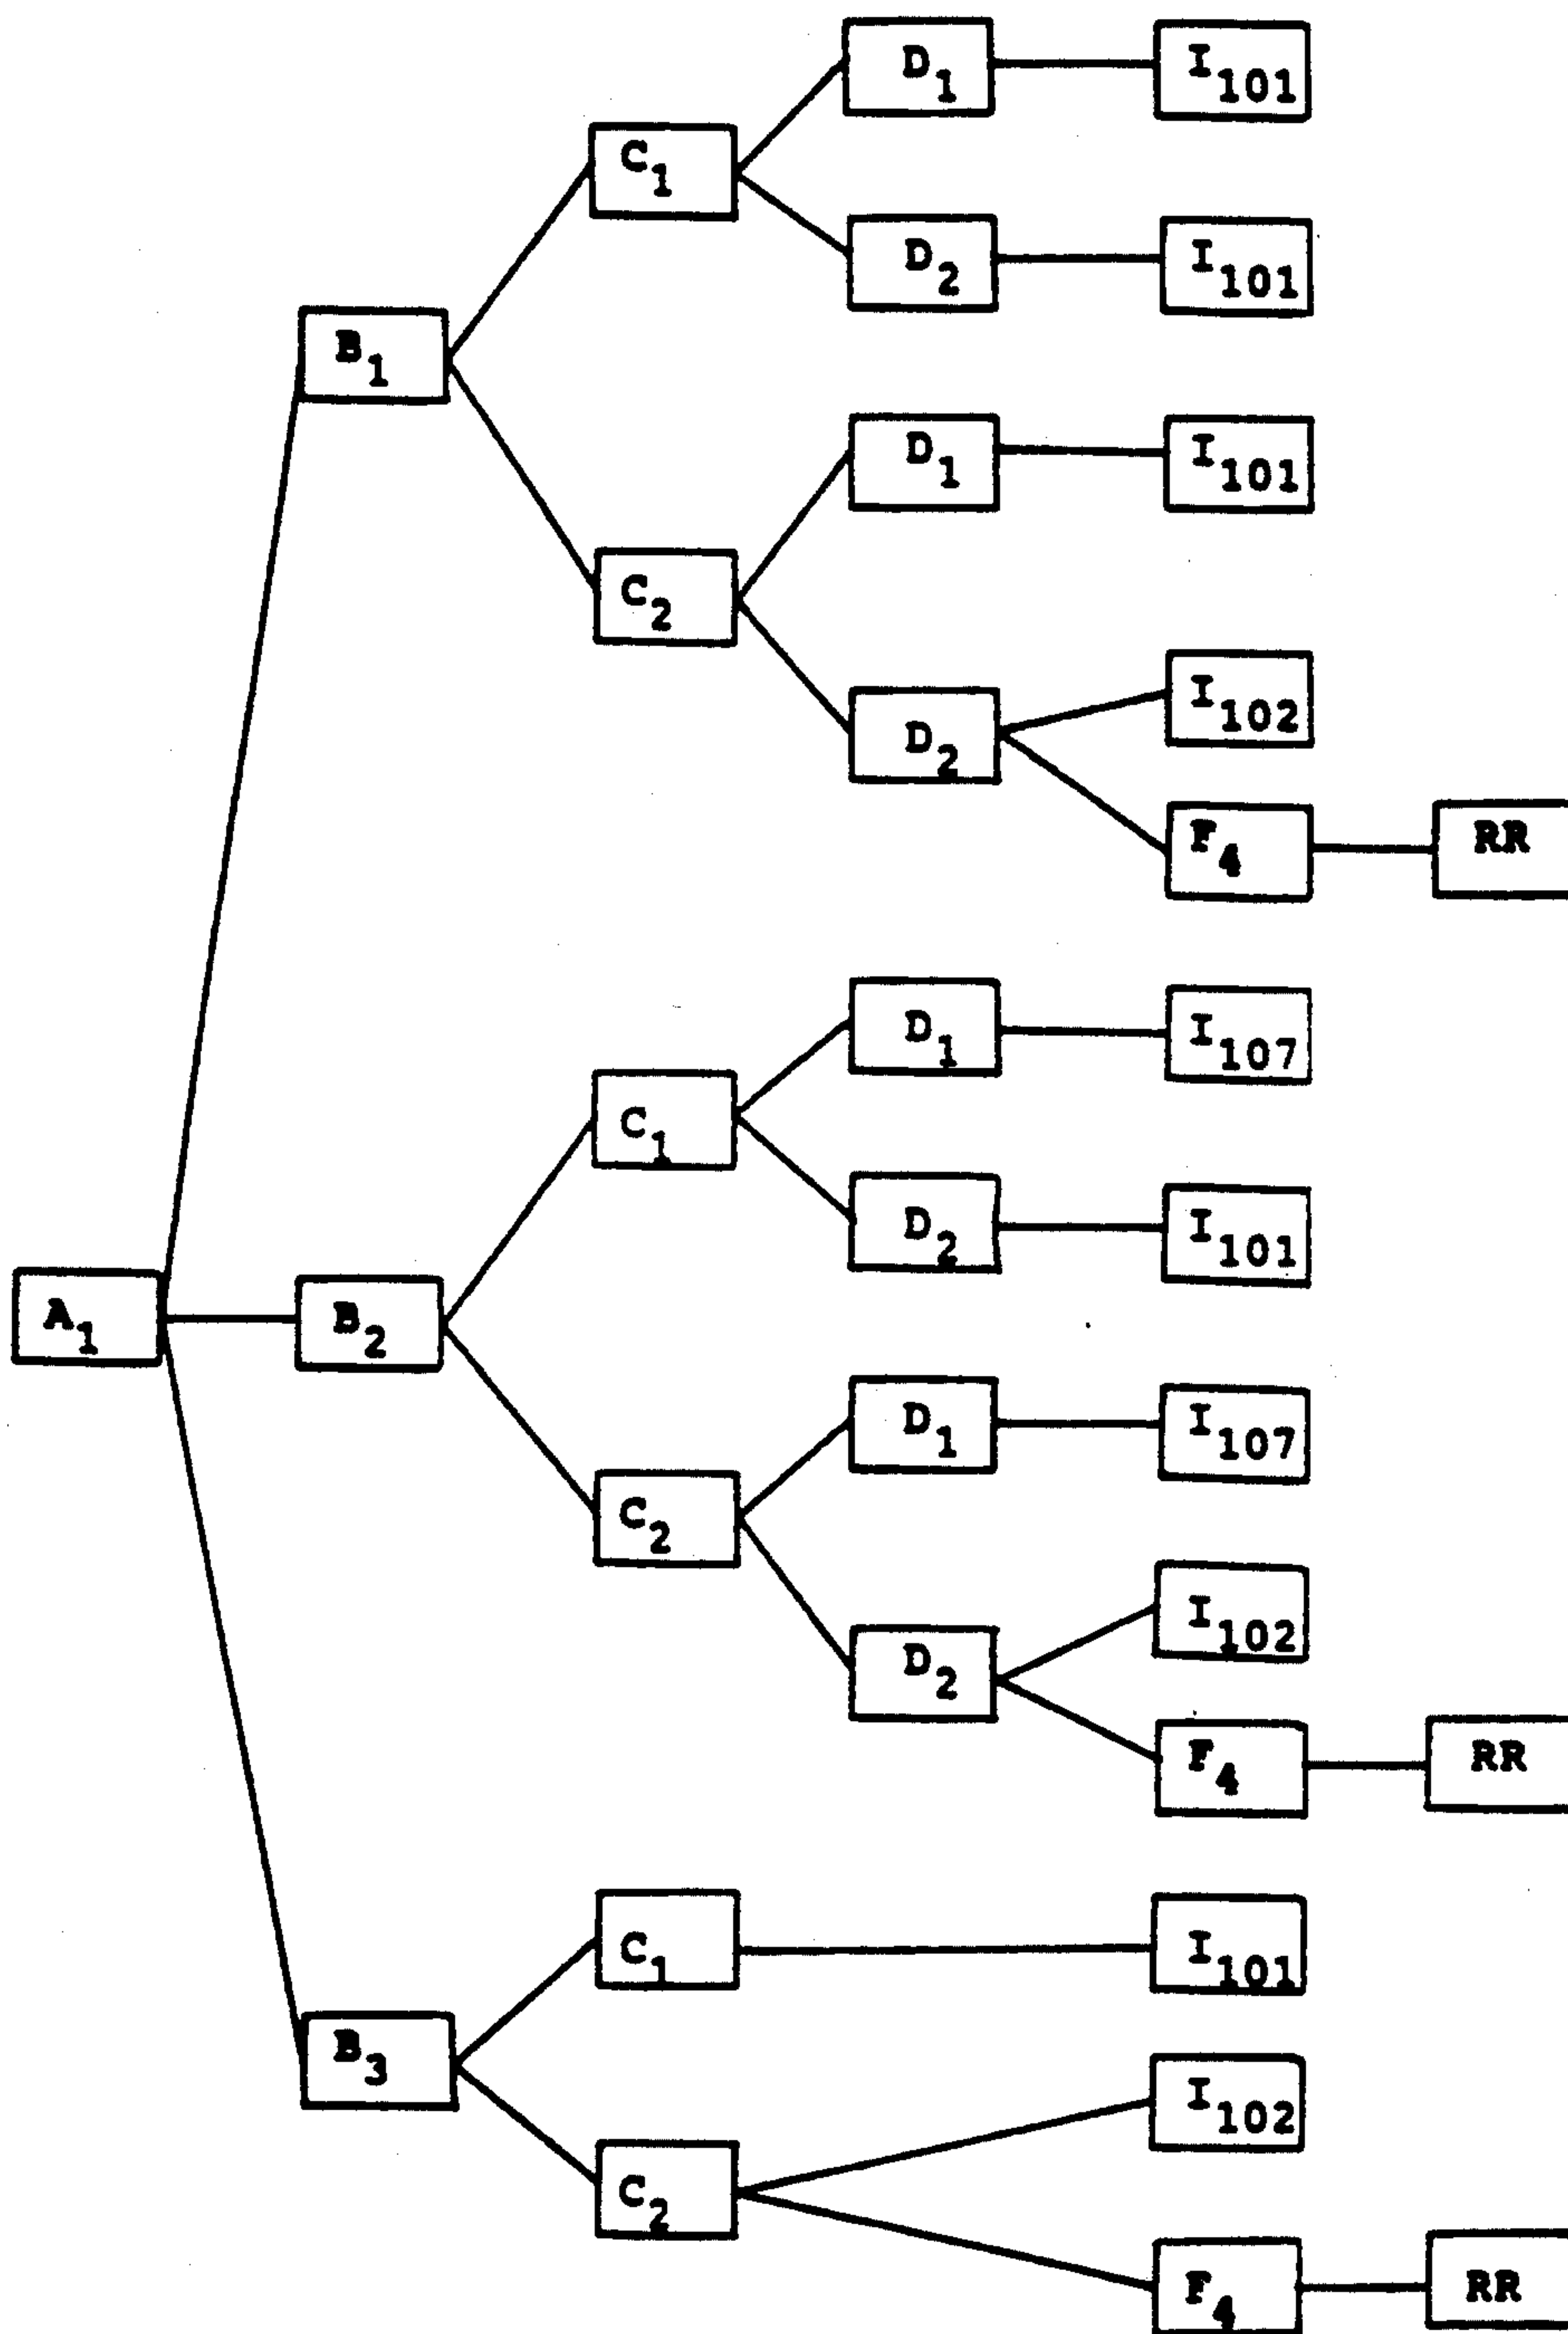 D₁ I₁₀₁
C₁
D₂ I₁₀₁
B₁
D₁ I₁₀₁
C₂
I₁₀₂
D₂
F₄ RR
D₁ I₁₀₇
C₁
D₂ I₁₀₁
A₁ B₂
D₁ I₁₀₇
C₂
I₁₀₂
D₂
F₄ RR
C₁ I₁₀₁
B₃
I₁₀₂
C₂
F₄ RR